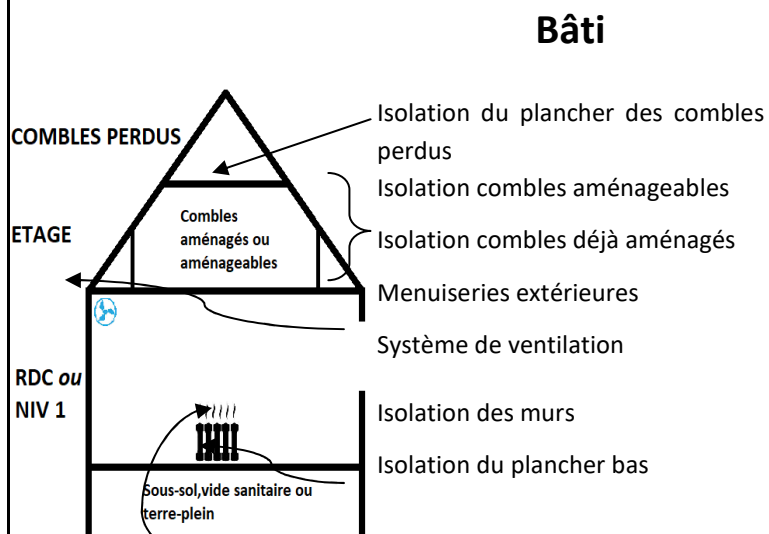 Bâti
COMBLES PERDUS
Isolation du plancher des combles
perdus
Isolation combles aménageables
Combles
aménagés ou
aménageables
ETAGE
Isolation combles déjà aménagés
Menuiseries extérieures
Système de ventilation
RDC ou
NIV 1
Isolation des murs
Isolation du plancher bas
Sous-sol,vide sanitaire ou
terre-plein